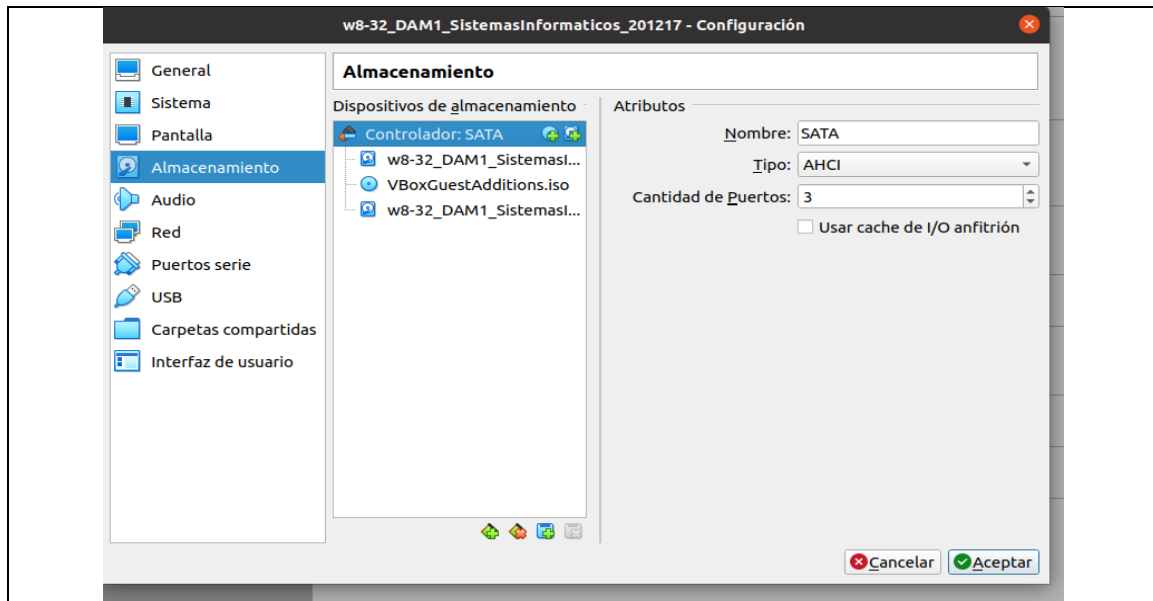 w8-32_DAM1_SistemasInformaticos_201217 - Configuración
General
Sistema
Pantalla
Almacenamiento
Audio
Red
Puertos serie
USB
Carpetas compartidas
Interfaz de usuario
Almacenamiento
Dispositivos de almacenamiento
Controlador: SATA
w8-32_DAM1_SistemasI...
VBoxGuestAdditions.iso
w8-32_DAM1_SistemasI...
Atributos
Nombre: SATA
Tipo: AHCI
Cantidad de Puertos: 3
Usar cache de I/O anfitrión
Cancelar Aceptar